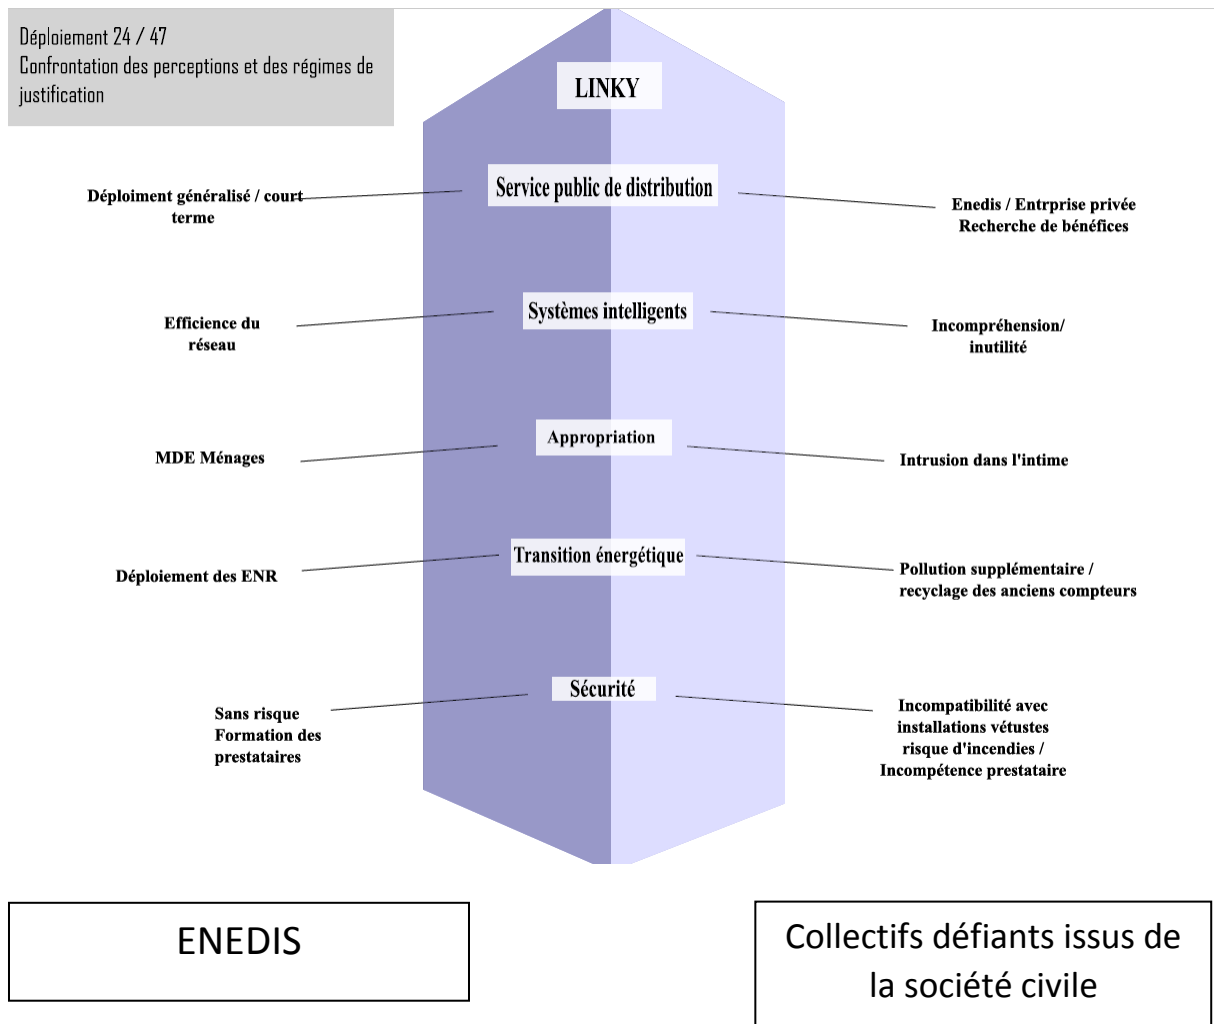 Déploiement 24 / 47
Confrontation des perceptions et des régimes de
justification
LINKY
Service public de distribution
Déploiment généralisé / court
terme
Enedis / Entrprise privée
Recherche de bénéfices
Systèmes intelligents
Efficience du
réseau
Incompréhension/
inutilité
Appropriation
MDE Ménages
Intrusion dans l'intime
Transition énergétique
Déploiement des ENR
Pollution supplémentaire /
recyclage des anciens compteurs
Sécurité
Sans risque
Formation des
prestataires
Incompatibilité avec
installations vétustes
risque d'incendies /
Incompétence prestataire
ENEDIS
Collectifs défiants issus de
la société civile